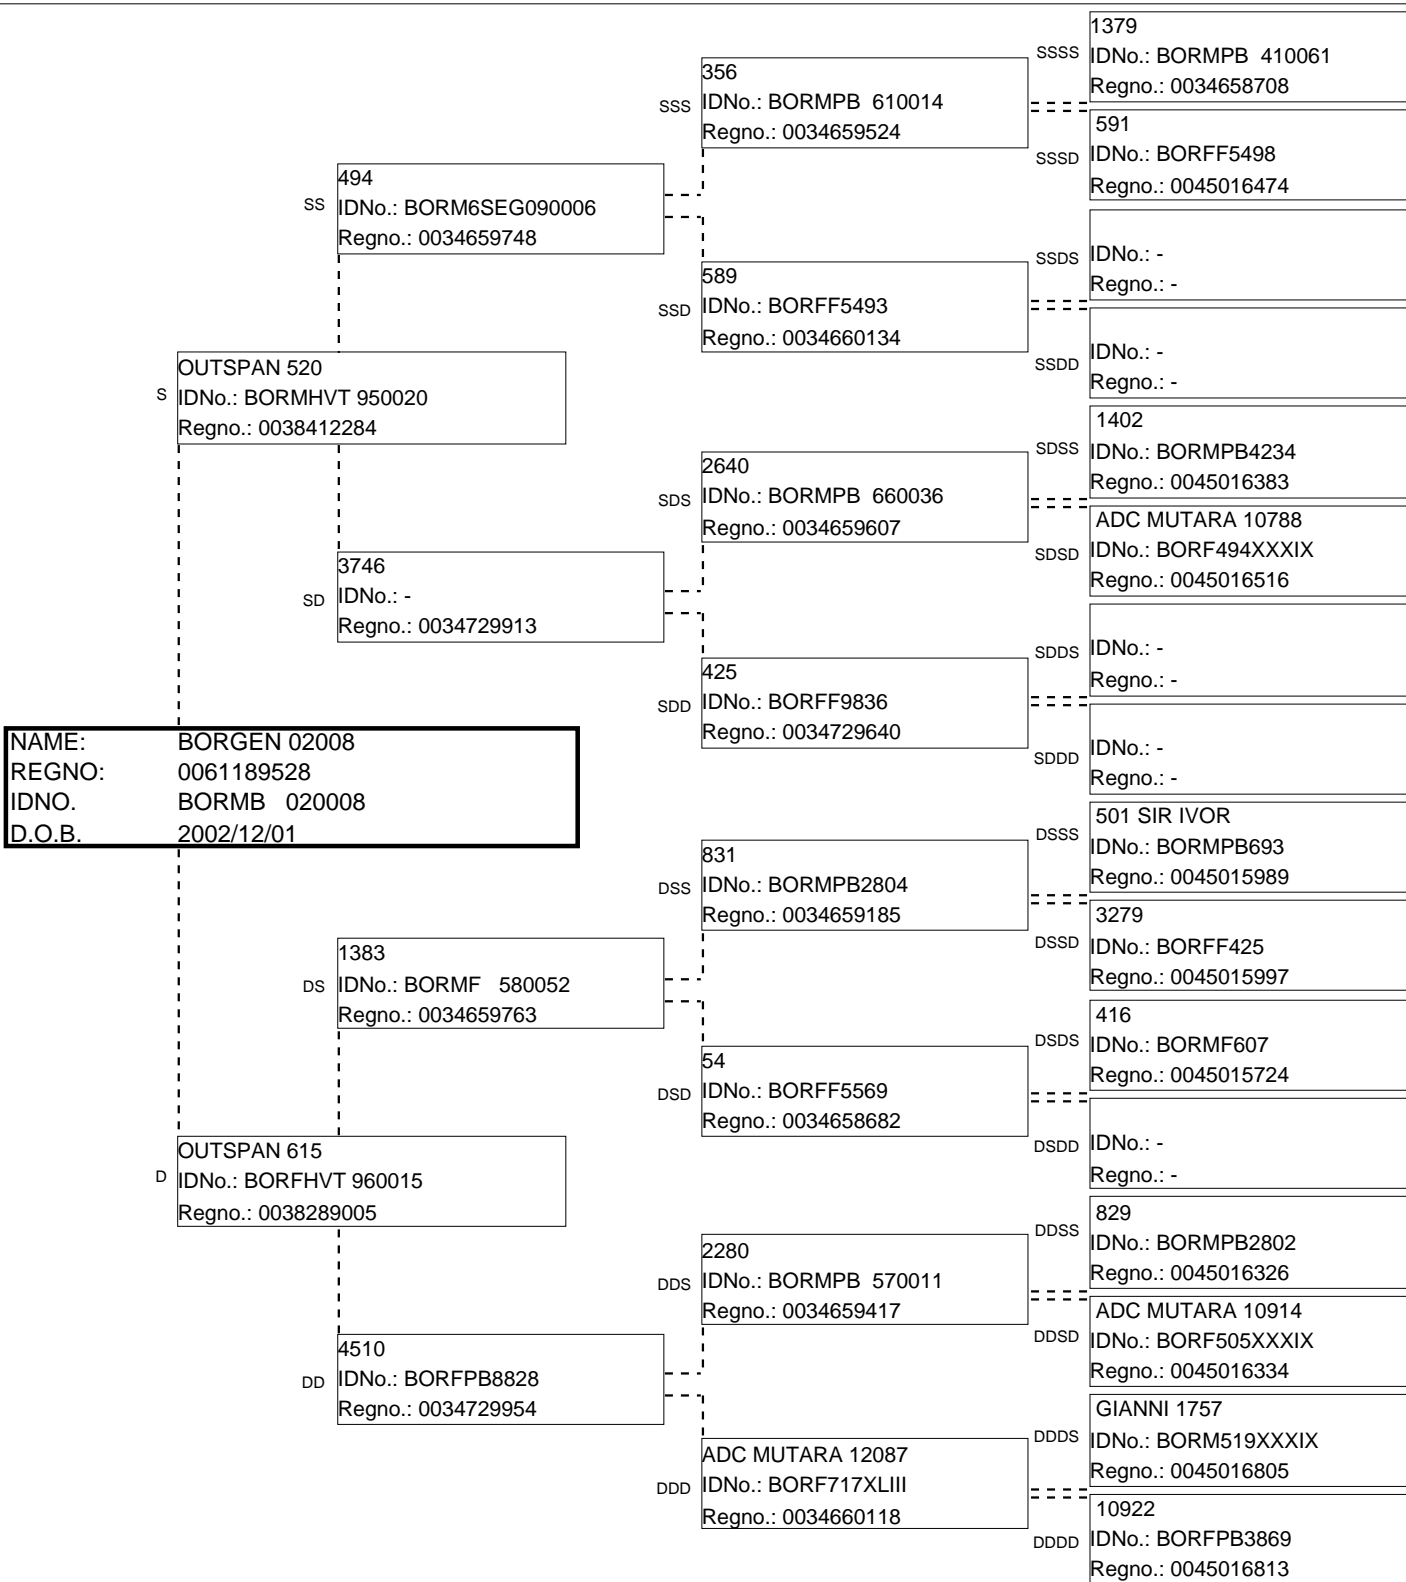 1379
SSSS IDNo.: BORMPB 410061
Regno.: 0034658708
356
SSS IDNo.: BORMPB 610014
Regno.: 0034659524
591
SSSD IDNo.: BORFF5498
Regno.: 0045016474
494
SS IDNo.: BORM6SEG090006
Regno.: 0034659748
SSDS IDNo.: -
Regno.: -
589
SSD IDNo.: BORFF5493
Regno.: 0034660134
SSDD IDNo.: -
Regno.: -
OUTSPAN 520
S IDNo.: BORMHVT 950020
Regno.: 0038412284
1402
SDSS IDNo.: BORMPB4234
Regno.: 0045016383
2640
SDS IDNo.: BORMPB 660036
Regno.: 0034659607
ADC MUTARA 10788
SDSD IDNo.: BORF494XXXIX
Regno.: 0045016516
3746
SD IDNo.: -
Regno.: 0034729913
SDDS IDNo.: -
Regno.: -
425
SDD IDNo.: BORFF9836
Regno.: 0034729640
SDDD IDNo.: -
Regno.: -
NAME: BORGEN 02008
REGNO: 0061189528
IDNO. BORMB 020008
D.O.B. 2002/12/01
501 SIR IVOR
DSSS IDNo.: BORMPB693
Regno.: 0045015989
831
DSS IDNo.: BORMPB2804
Regno.: 0034659185
3279
DSSD IDNo.: BORFF425
Regno.: 0045015997
1383
DS IDNo.: BORMF 580052
Regno.: 0034659763
416
DSDS IDNo.: BORMF607
Regno.: 0045015724
54
DSD IDNo.: BORFF5569
Regno.: 0034658682
DSDD IDNo.: -
Regno.: -
OUTSPAN 615
D IDNo.: BORFHVT 960015
Regno.: 0038289005
829
DDSS IDNo.: BORMPB2802
Regno.: 0045016326
2280
DDS IDNo.: BORMPB 570011
Regno.: 0034659417
ADC MUTARA 10914
DDSD IDNo.: BORF505XXXIX
Regno.: 0045016334
4510
DD IDNo.: BORFPB8828
Regno.: 0034729954
GIANNI 1757
DDDS IDNo.: BORM519XXXIX
Regno.: 0045016805
ADC MUTARA 12087
DDD IDNo.: BORF717XLIII
Regno.: 0034660118
10922
DDDD IDNo.: BORFPB3869
Regno.: 0045016813